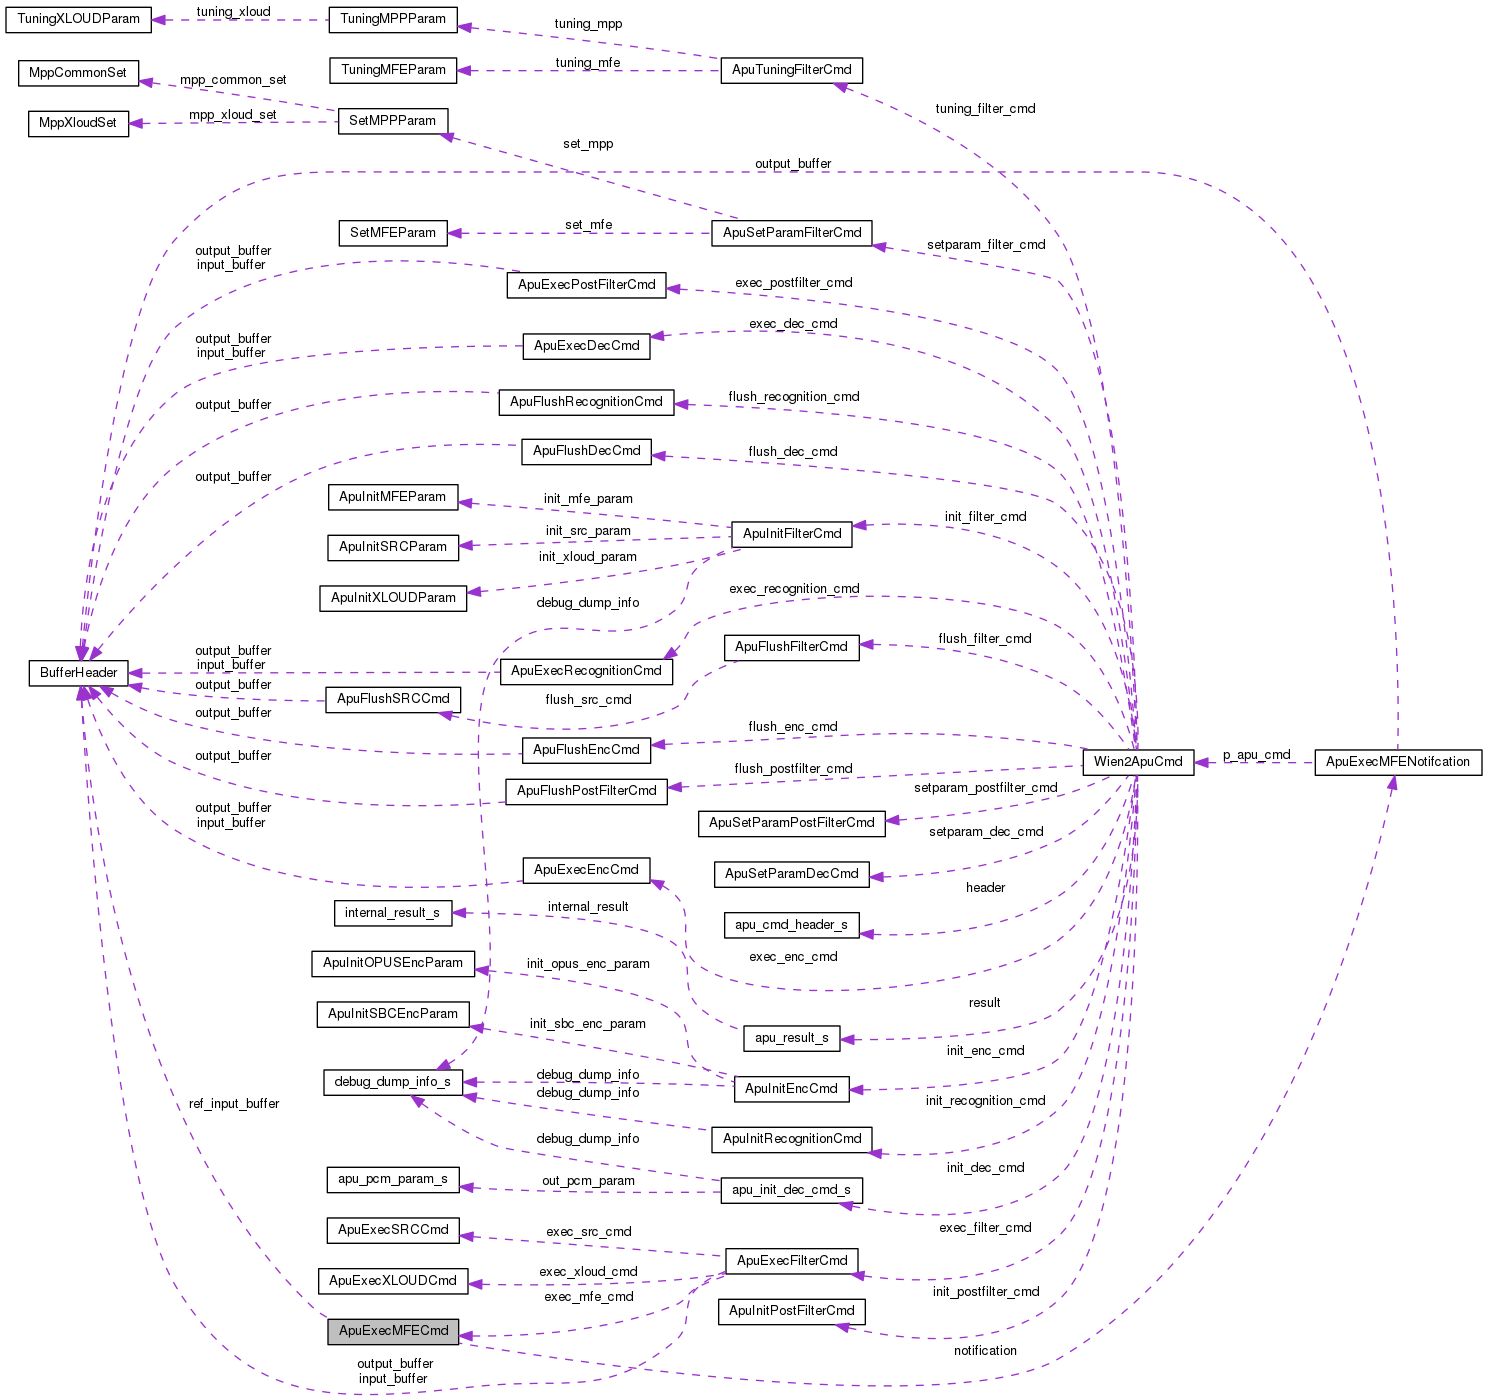 TuningXLOUDParam
tuning_xloud
TuningMPPParam
tuning_mpp
MppCommonSet
mpp_common_set
TuningMFEParam
tuning_mfe
ApuTuningFilterCmd
MppXloudSet
mpp_xloud_set
SetMPPParam
tuning_filter_cmd
set_mpp
output_buffer
SetMFEParam
set_mfe
ApuSetParamFilterCmd
setparam_filter_cmd
output_buffer
input_buffer
ApuExecPostFilterCmd
exec_postfilter_cmd
output_buffer
input_buffer
ApuExecDecCmd
exec_dec_cmd
output_buffer
ApuFlushRecognitionCmd
flush_recognition_cmd
output_buffer
ApuFlushDecCmd
flush_dec_cmd
ApuInitMFEParam
init_mfe_param
ApuInitSRCParam
init_src_param
ApuInitFilterCmd
init_filter_cmd
ApuInitXLOUDParam
init_xloud_param
debug_dump_info
exec_recognition_cmd
BufferHeader
output_buffer
input_buffer
ApuExecRecognitionCmd
ApuFlushFilterCmd
flush_filter_cmd
output_buffer
ApuFlushSRCCmd
flush_src_cmd
output_buffer
ApuFlushEncCmd
flush_enc_cmd
Wien2ApuCmd
p_apu_cmd
ApuExecMFENotifcation
output_buffer
ApuFlushPostFilterCmd
flush_postfilter_cmd
ApuSetParamPostFilterCmd
setparam_postfilter_cmd
output_buffer
input_buffer
ApuExecEncCmd
ApuSetParamDecCmd
setparam_dec_cmd
internal_result_s
internal_result
apu_cmd_header_s
header
ApuInitOPUSEncParam
init_opus_enc_param
exec_enc_cmd
ApuInitSBCEncParam
init_sbc_enc_param
apu_result_s
result
debug_dump_info_s
debug_dump_info
debug_dump_info
ApuInitEncCmd
init_enc_cmd
ref_input_buffer
ApuInitRecognitionCmd
init_recognition_cmd
debug_dump_info
apu_pcm_param_s
out_pcm_param
apu_init_dec_cmd_s
init_dec_cmd
ApuExecSRCCmd
exec_src_cmd
ApuExecFilterCmd
exec_filter_cmd
ApuExecXLOUDCmd
exec_xloud_cmd
exec_mfe_cmd
ApuInitPostFilterCmd
init_postfilter_cmd
ApuExecMFECmd
notification
output_buffer
input_buffer